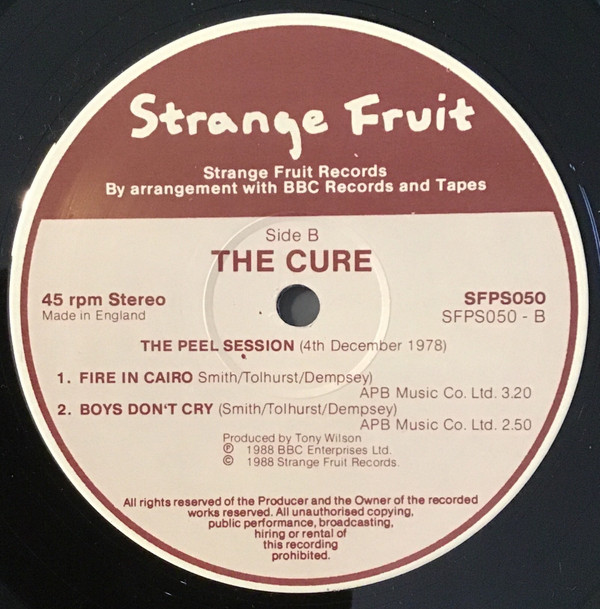 Strange Fruit
Strange Fruit Records
By arrangement with BBC Records and Tapes
Side B
THE CURE
45 rpm Stereo
Made in England
SFPS050
SFPS050 - B
THE PEEL SESSION (4th December 1978)
1. FIRE IN CAIRO Smith/Tolhurst/Dempsey)
APB Music Co. Ltd. 3.20
2. BOYS DON'T CRY (Smith/Tolhurst/Dempsey)
APB Music Co. Ltd. 2.50
Produced by Tony Wilson
℗ 1988 BBC Enterprises Ltd.
© 1988 Strange Fruit Records.
All rights reserved of the Producer and the Owner of the recorded
works reserved. All unauthorised copying,
public performance, broadcasting,
hiring or rental of
this recording
prohibited.